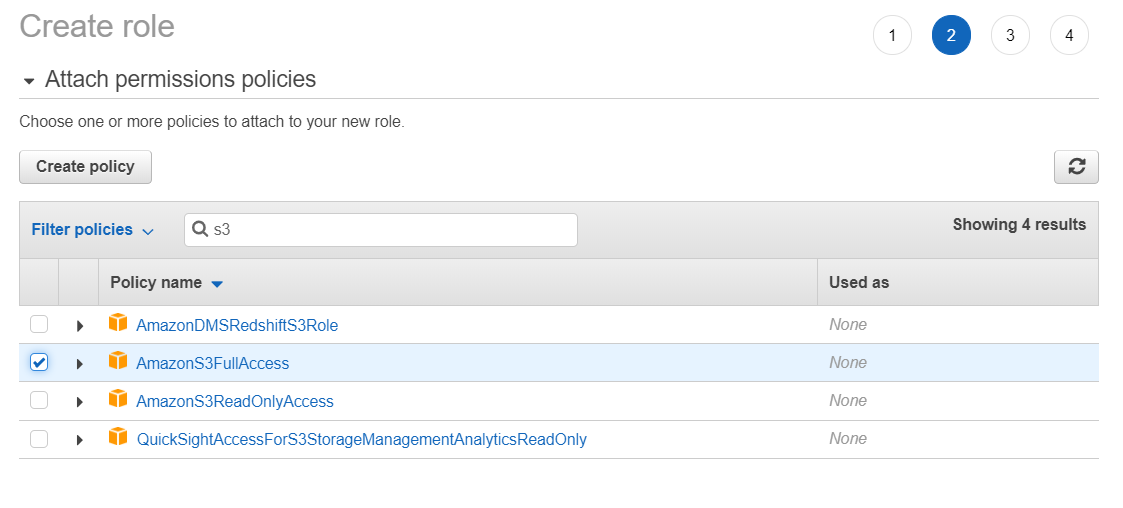 Create role
1 2 3 4
Attach permissions policies
Choose one or more policies to attach to your new role.
Create policy
Filter policies s3 Showing 4 results
Policy name Used as
AmazonDMSRedshiftS3Role None
AmazonS3FullAccess None
AmazonS3ReadOnlyAccess None
QuickSightAccessForS3StorageManagementAnalyticsReadOnly None